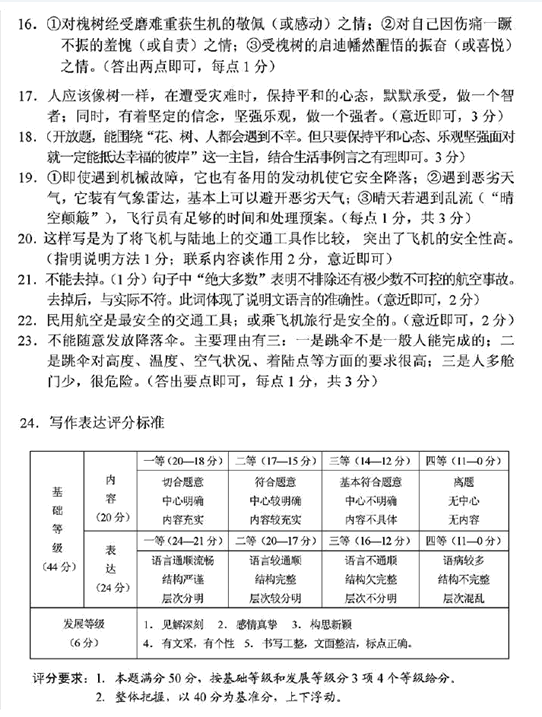 16. ①对槐树经受磨难重获生机的敬佩（或感动）之情；②对自己因伤痛一蹶
不振的羞愧（或自责）之情；③受槐树的启迪幡然醒悟的振奋（或喜悦）
之情。（答出两点即可，每点1分）
17. 人应该像树一样，在遭受灾难时，保持平和的心态，默默承受，做一个智
者；同时，有着坚定的信念，坚强乐观，做一个强者。（意近即可，3分）
18.（开放题，能围绕“花、树、人都会遇到不幸。但只要保持平和心态、乐观坚强面对
就一定能抵达幸福的彼岸”这一主旨，结合生活事例言之有理即可。3分）
19. ①即使遇到机械故障，它也有备用的发动机使它安全降落；②遇到恶劣天
气，它装有气象雷达，基本上可以避开恶劣天气；③晴天若遇到乱流（“晴
空颠簸”），飞行员有足够的时间和处理预案。（每点1分，共3分）
20. 这样写是为了将飞机与陆地上的交通工具作比较，突出了飞机的安全性高。
（指明说明方法1分；联系内容谈作用2分，意近即可）
21. 不能去掉。（1分）句子中“绝大多数”表明不排除还有极少数不可控的航空事故。
去掉后，与实际不符。此词体现了说明文语言的准确性。（意近即可，2分）
22. 民用航空是最安全的交通工具；或乘飞机旅行是安全的。（意近即可，2分）
23. 不能随意发放降落伞。主要理由有三：一是跳伞不是一般人能完成的；二
是跳伞对高度、温度、空气状况、着陆点等方面的要求很高；三是人多舱
门少，很危险。（答出要点即可，每点1分，共3分）
24. 写作表达评分标准
基础等级（44分）
内容（20分）
一等（20—18分） 二等（17—15分） 三等（14—12分） 四等（11—0分）
切合题意 符合题意 基本符合题意 离题
中心明确 中心较明确 中心不明确 无中心
内容充实 内容较充实 内容不具体 无内容
表达（24分）
一等（24—21分） 二等（20—17分） 三等（16—12分） 四等（11—0分）
语言通顺流畅 语言较通顺 语言不通顺 语病较多
结构严谨 结构完整 结构欠完整 结构不完整
层次分明 层次较分明 层次不分明 层次混乱
发展等级（6分）
1. 见解深刻 2. 感情真挚 3. 构思新颖
4. 有文采，有个性 5. 书写工整，文面整洁，标点正确。
评分要求：1. 本题满分50分，按基础等级和发展等级分3项4个等级给分。
2. 整体把握，以40分为基准分，上下浮动。